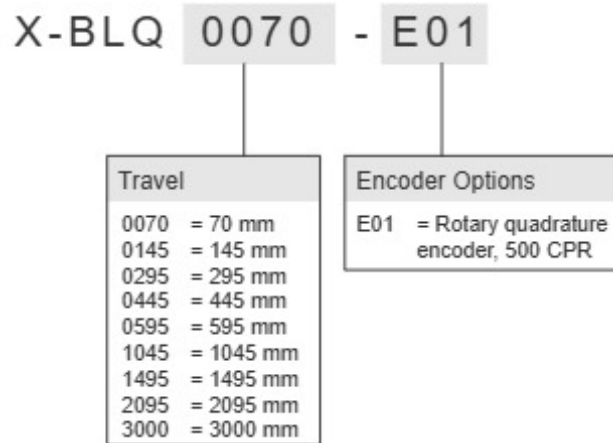 X-BLQ 0070 - E01
Travel
0070 = 70 mm
0145 = 145 mm
0295 = 295 mm
0445 = 445 mm
0595 = 595 mm
1045 = 1045 mm
1495 = 1495 mm
2095 = 2095 mm
3000 = 3000 mm
Encoder Options
E01 = Rotary quadrature
encoder, 500 CPR